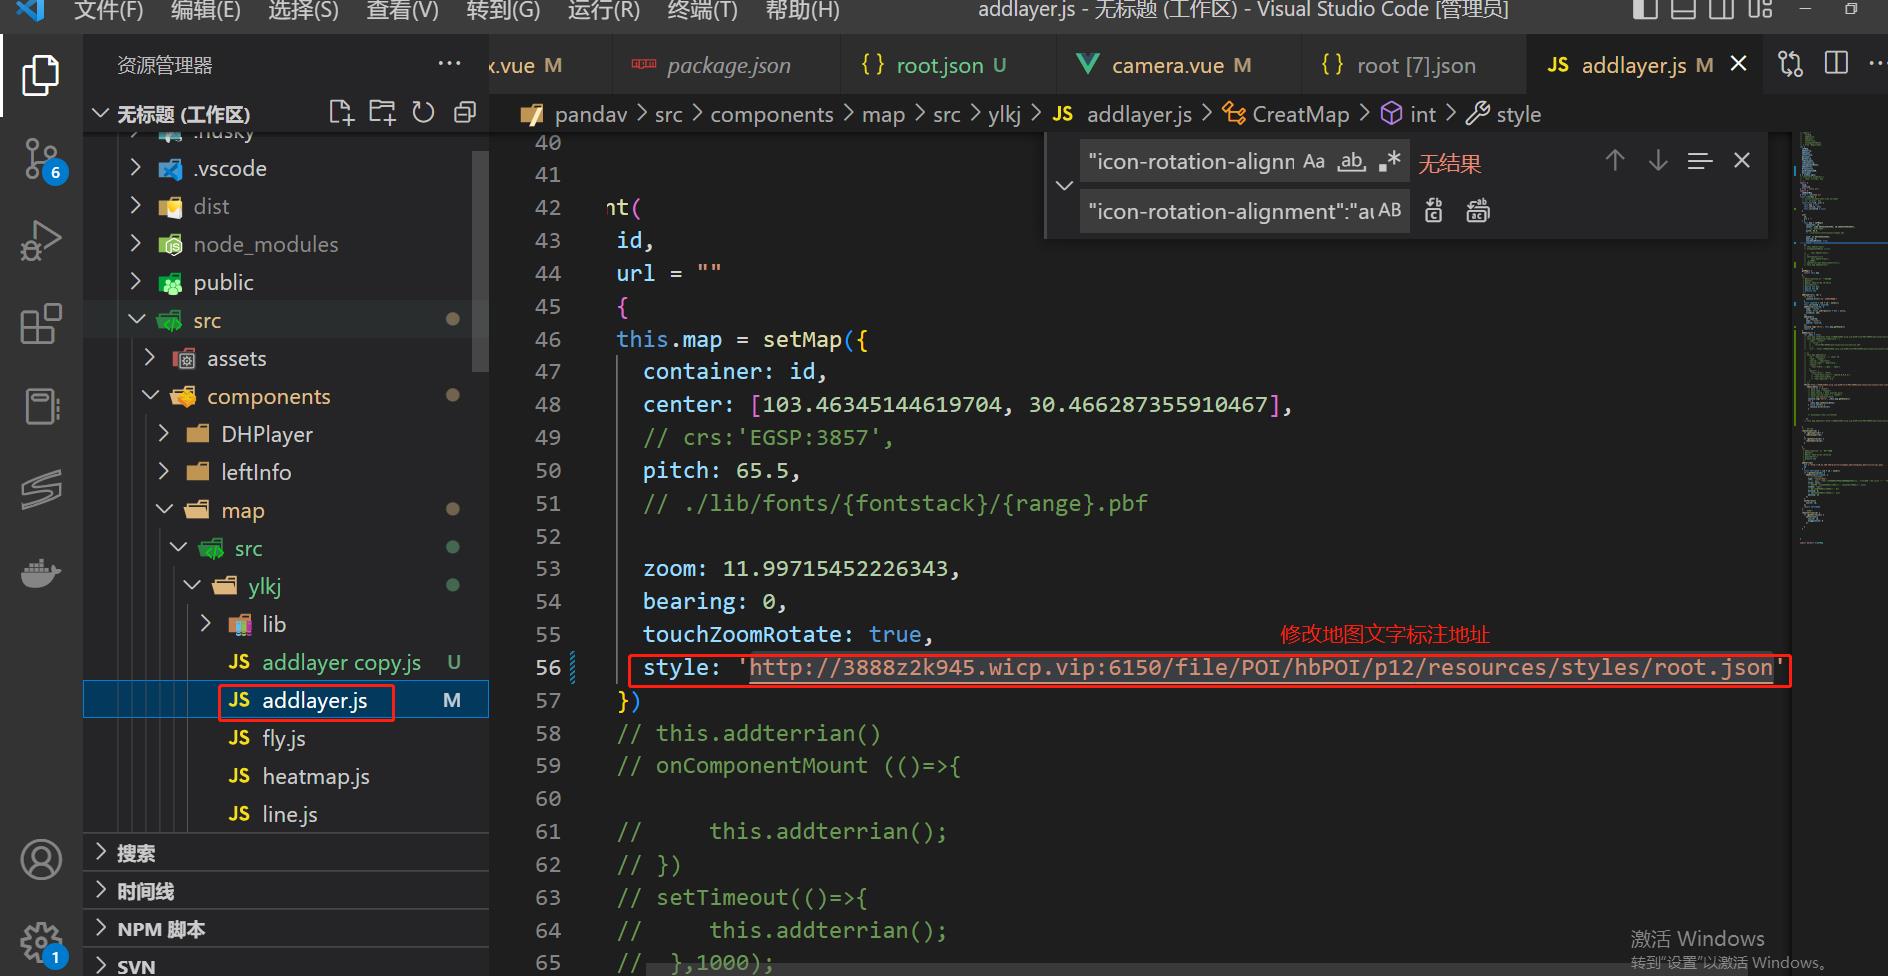 文件(F) 编辑(E) 选择(S) 查看(V) 转到(G) 运行(R) 终端(T) 帮助(H) addlayer.js - 无标题 (工作区) - Visual Studio Code [管理员]
资源管理器 ···
x.vue M package.json root.json U camera.vue M root [7].json JS addlayer.js M
无标题 (工作区)
pandav > src > components > map > src > ylkj > JS addlayer.js > CreatMap > int > style
.husky
.vscode
dist
node_modules
public
src
assets
components
DHPlayer
leftInfo
map
src
ylkj
lib
JS addlayer copy.js U
JS addlayer.js M
JS fly.js
JS heatmap.js
JS line.js
搜索
时间线
NPM 脚本
SVN
6
1
"icon-rotation-alignn Aa ab 无结果
"icon-rotation-alignment":"a AB
40
41
42 nt(
43 id,
44 url = ""
45 {
46 this.map = setMap({
47 container: id,
48 center: [103.46345144619704, 30.466287355910467],
49 // crs:'EGSP:3857',
50 pitch: 65.5,
51 // ./lib/fonts/{fontstack}/{range}.pbf
52
53 zoom: 11.99715452226343,
54 bearing: 0,
55 touchZoomRotate: true,
修改地图文字标注地址
56 style: 'http://3888z2k945.wicp.vip:6150/file/POI/hbPOI/p12/resources/styles/root.json'
57 })
58 // this.addterrian()
59 // onComponentMount (()=>{
60
61 // this.addterrian();
62 // })
63 // setTimeout(()=>{
64 // this.addterrian();
65 // },1000);
激活 Windows
转到"设置"以激活 Windows。